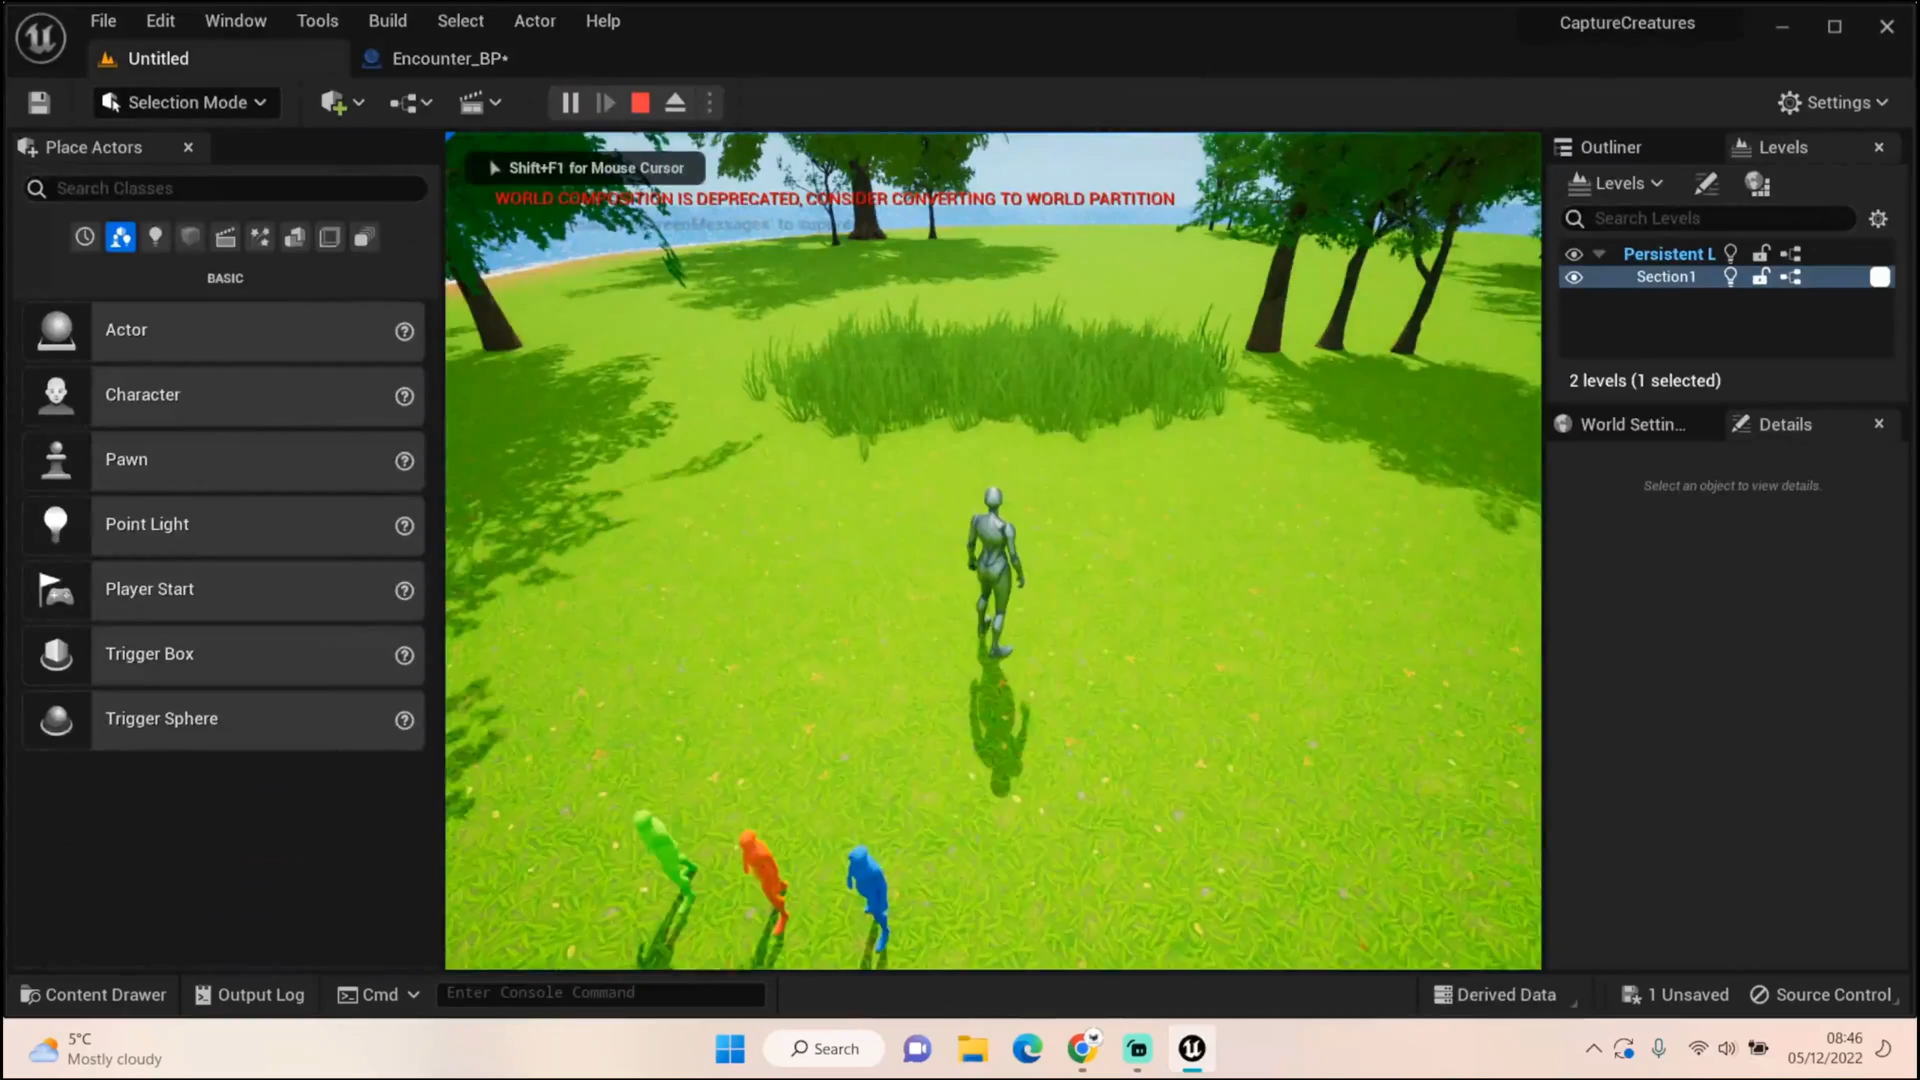 File Edit Window Tools Build Select Actor Help
CaptureCreatures
Untitled
Encounter_BP*
Selection Mode
Settings
Place Actors
Shift+F1 for Mouse Cursor
Outliner
Levels
Search Classes
WORLD COMPOSITION IS DEPRECATED, CONSIDER CONVERTING TO WORLD PARTITION
Levels
Search Levels
BASIC
Persistent L
Section1
Actor
Character
2 levels (1 selected)
World Settin...
Details
Pawn
Select an object to view details.
Point Light
Player Start
Trigger Box
Trigger Sphere
Content Drawer
Output Log
Cmd
Enter Console Command
Derived Data
1 Unsaved
Source Control
5°C
Mostly cloudy
Search
08:46
05/12/2022